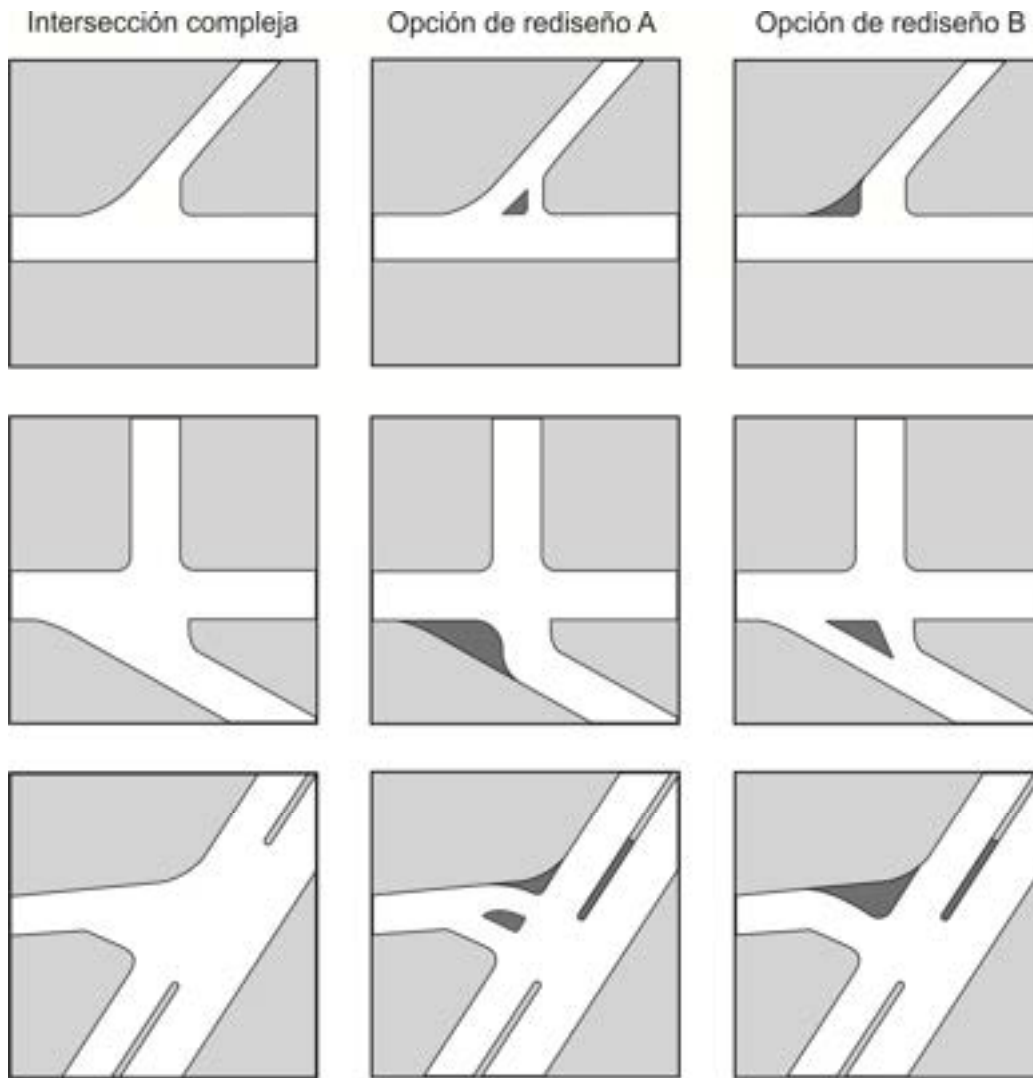 Intersección compleja
Opción de rediseño A
Opción de rediseño B